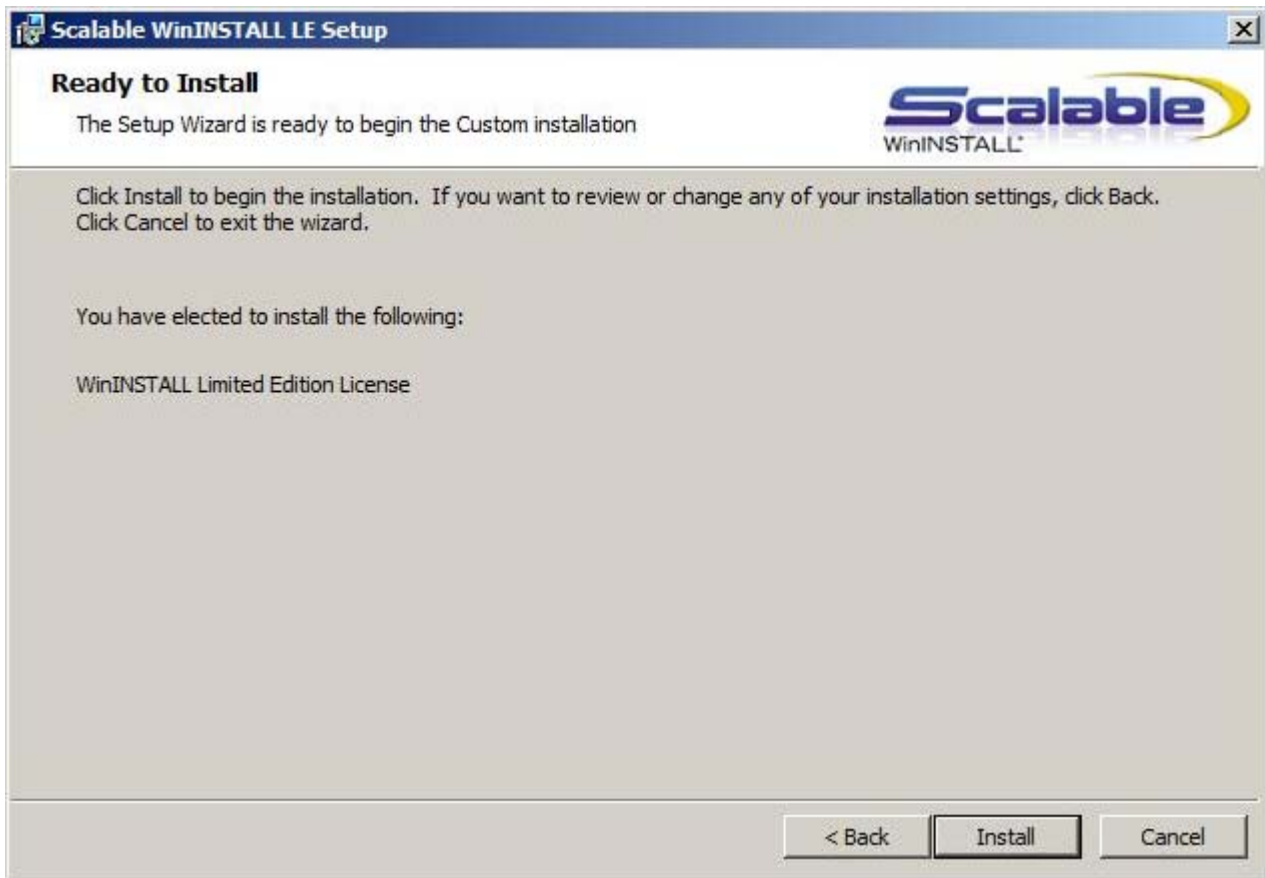 Scalable WinINSTALL LE Setup
Ready to Install
The Setup Wizard is ready to begin the Custom installation
Scalable
WinINSTALL
Click Install to begin the installation.  If you want to review or change any of your installation settings, click Back.
Click Cancel to exit the wizard.
You have elected to install the following:
WinINSTALL Limited Edition License
< Back
Install
Cancel